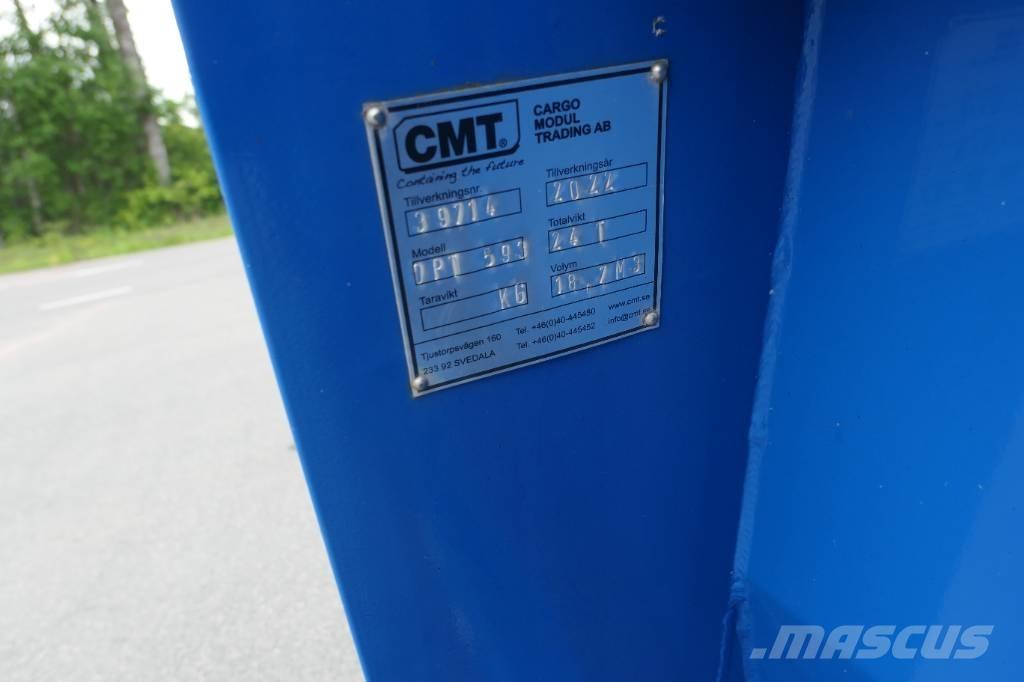 CMT®
Containing the future
CARGO
MODUL
TRADING AB
Tillverkningsnr.
39714
Tillverkningsår
2022
Modell
OPT 593
Totalvikt
24 T
Taravikt
KG
Volym
18,7M3
Tjustorpsvägen 160
233 92 SVEDALA
Tel. +46(0)40-445480
Tel. +46(0)40-445452
www.cmt.se
info@cmt.se
.MASCUS